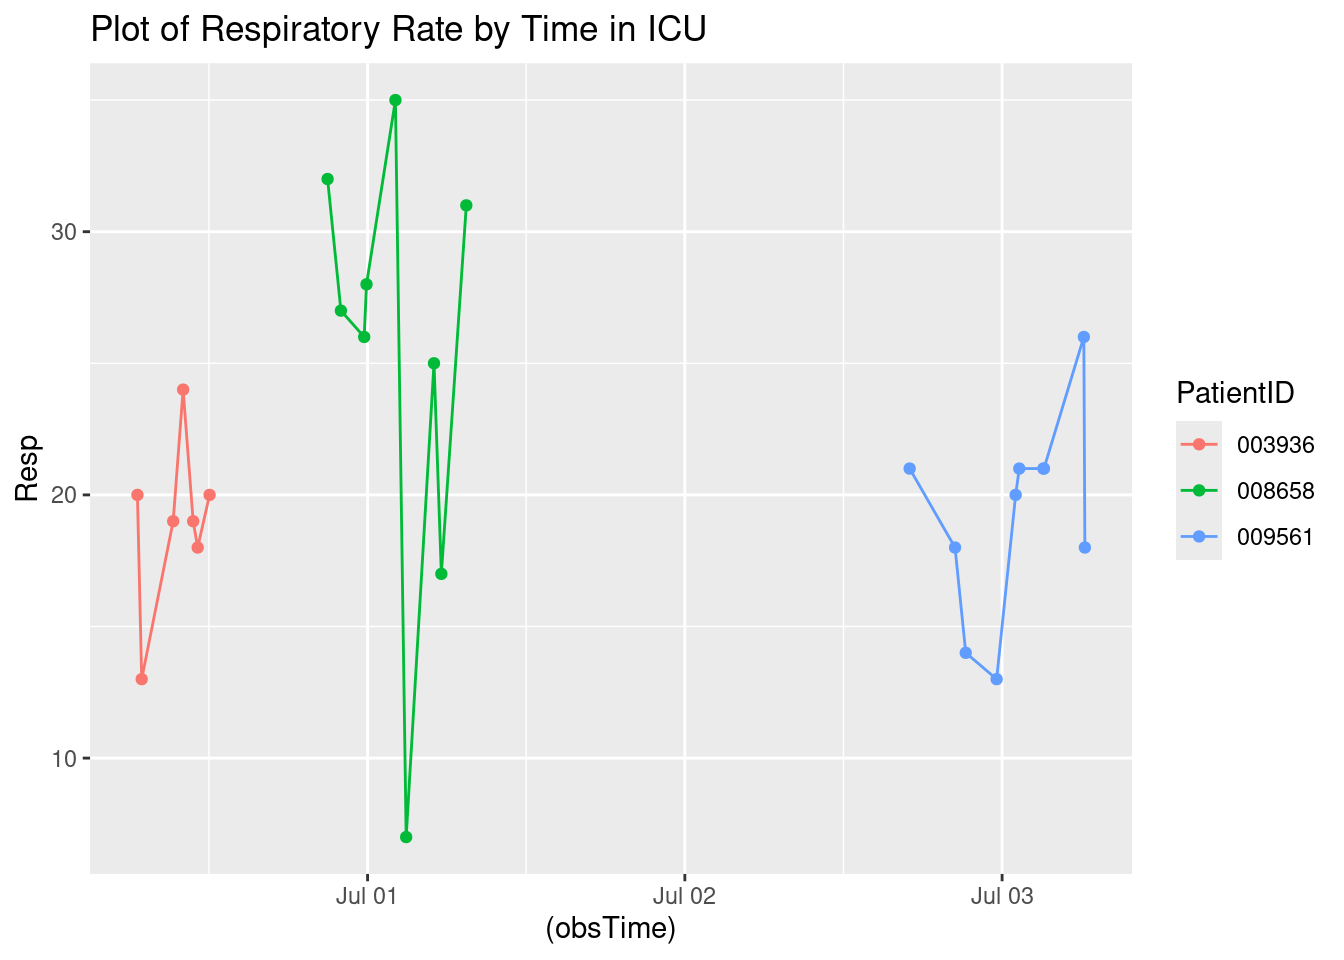 Plot of Respiratory Rate by Time in ICU
Resp
30
20
10
Jul 01
Jul 02
Jul 03
(obsTime)
PatientID
003936
008658
009561